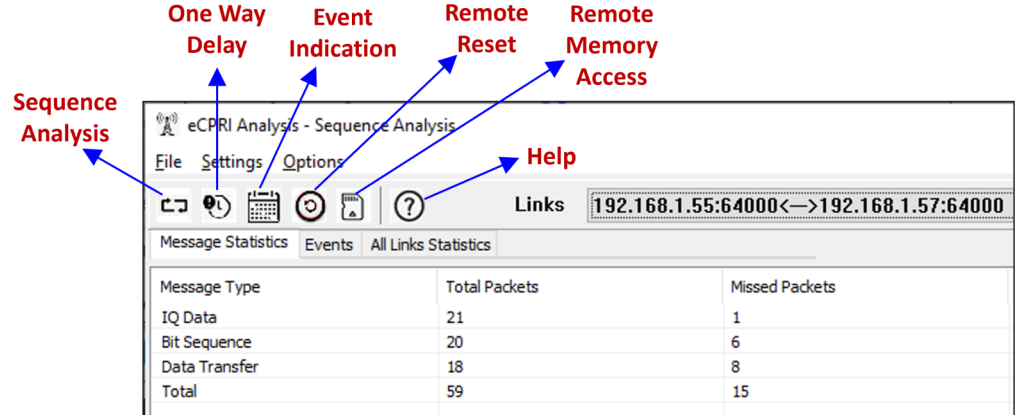 One Way
Delay
Event
Indication
Remote
Reset
Remote
Memory
Access
Sequence
Analysis
eCPRI Analysis - Sequence Analysis
File Settings Options
Help
Links 192.168.1.55:64000<—>192.168.1.57:64000
Message Statistics Events All Links Statistics
Message Type Total Packets Missed Packets
IQ Data 21 1
Bit Sequence 20 6
Data Transfer 18 8
Total 59 15